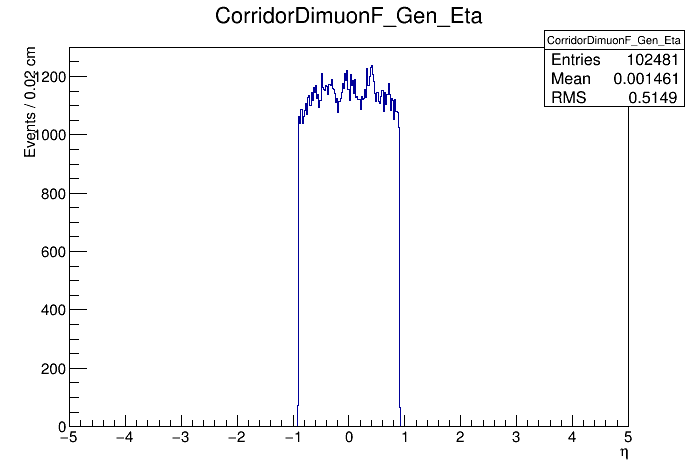 CorridorDimuonF_Gen_Eta
CorridorDimuonF_Gen_Eta
Entries 102481
Mean 0.001461
RMS 0.5149
Events / 0.02 cm
1200
1000
800
600
400
200
0
−5 −4 −3 −2 −1 0 1 2 3 4 5
η